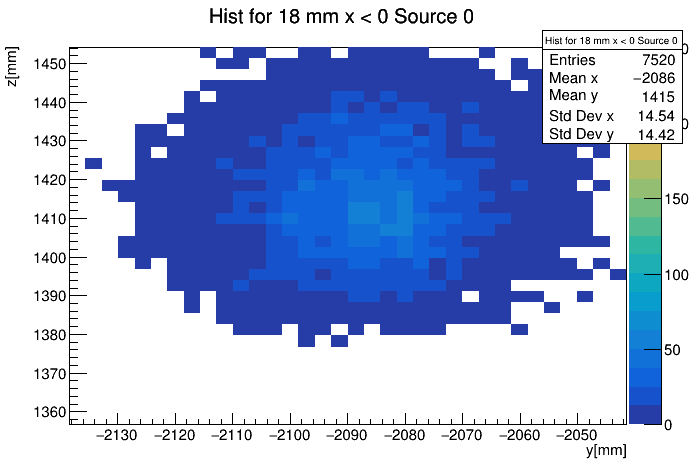 Hist for 18 mm x < 0 Source 0
Hist for 18 mm x < 0 Source 0
Entries 7520
Mean x −2086
Mean y 1415
Std Dev x 14.54
Std Dev y 14.42
z[mm]
1450
1440
1430
1420
1410
1400
1390
1380
1370
1360
−2130 −2120 −2110 −2100 −2090 −2080 −2070 −2060 −2050
y[mm]
150
100
50
0